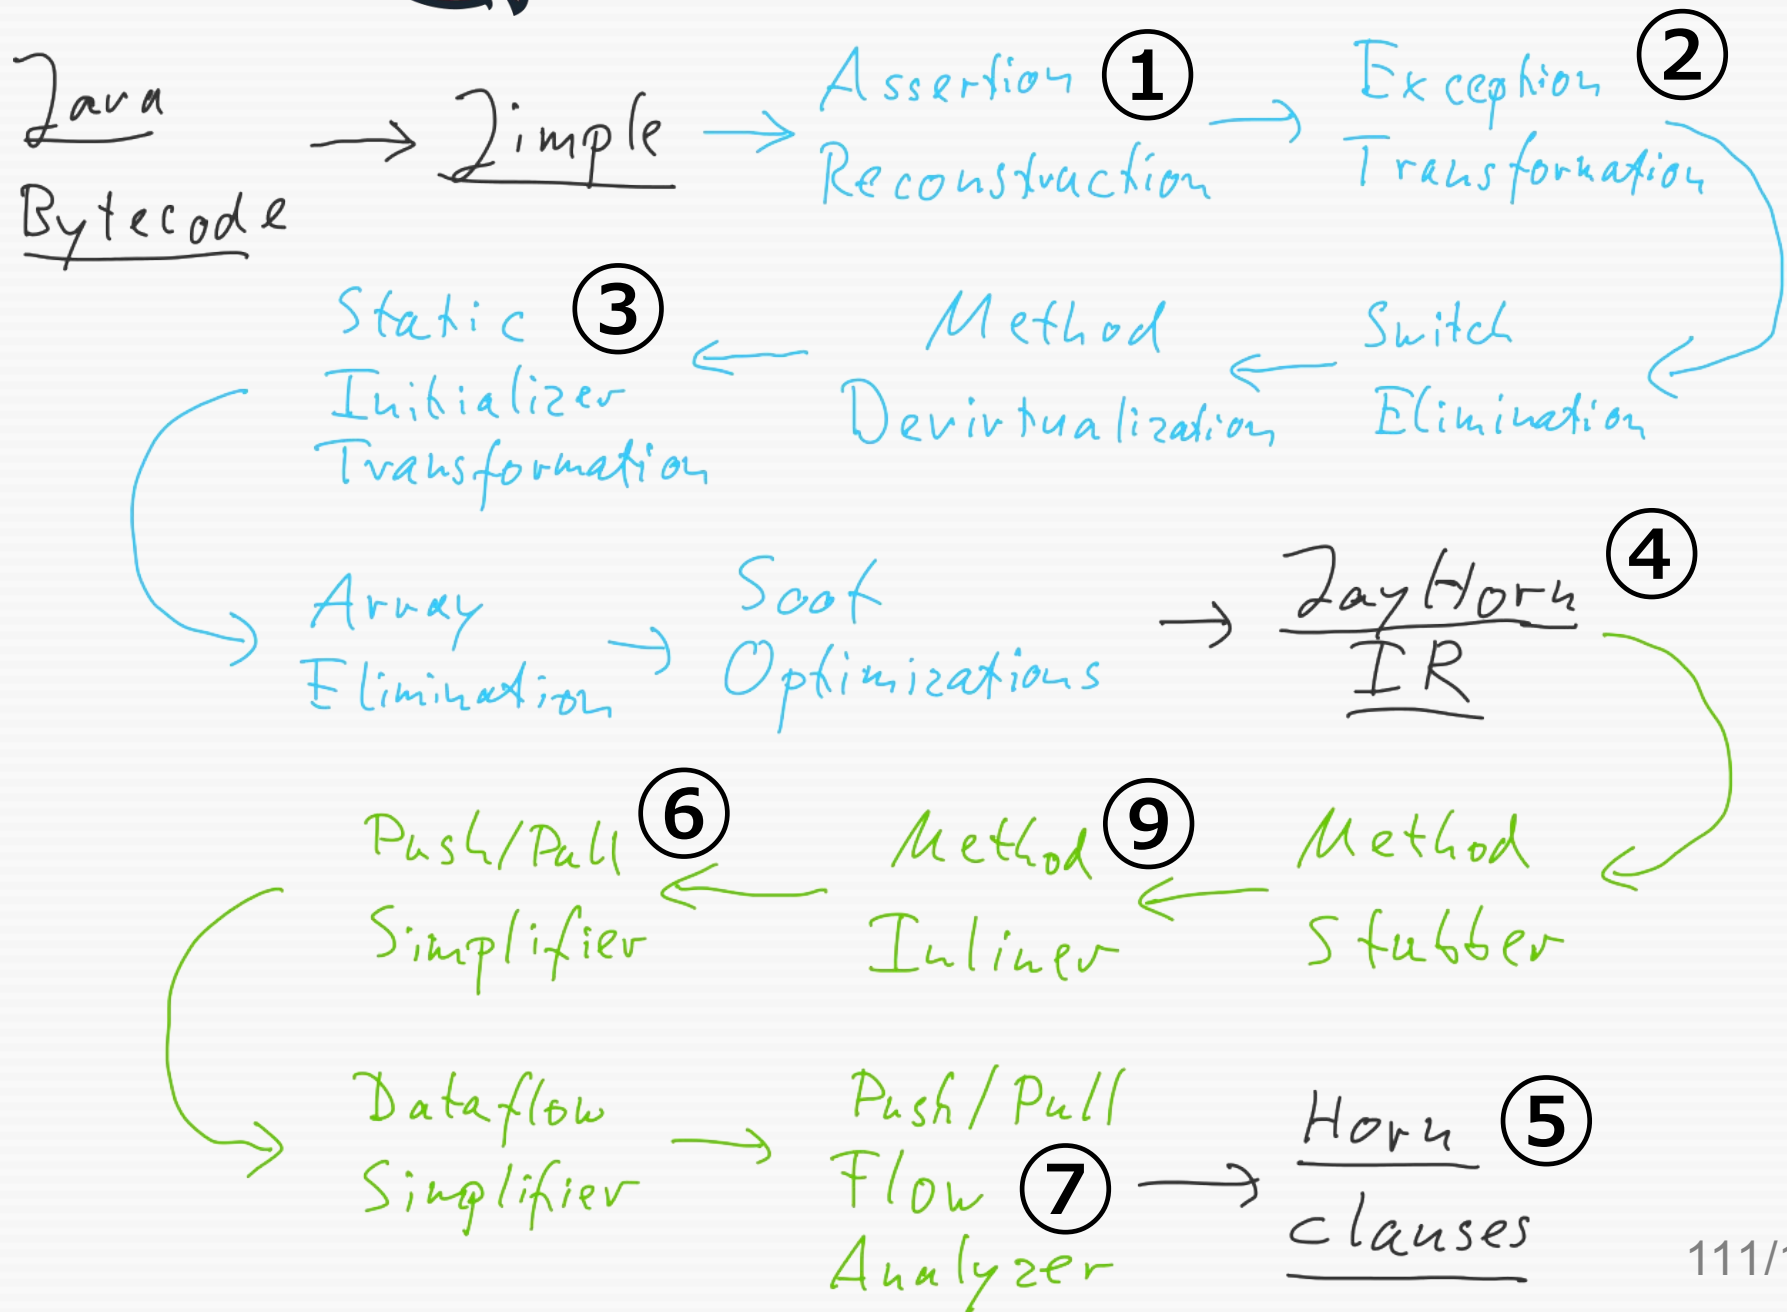 Java
Bytecode
→ Jimple → Assertion ①
Reconstruction
→ Exception ②
Transformation
Switch
Elimination
← Method
Devirtualization
← Static ③
Initializer
Transformation
Array
Elimination
→ Soot
Optimizations
→ JayHorn ④
IR
Method
Stubber
← Method ⑨
Inliner
← Push/Pull ⑥
Simplifier
Dataflow
Simplifier
→ Push/Pull
Flow ⑦
Analyzer
→ Horn ⑤
clauses
111/